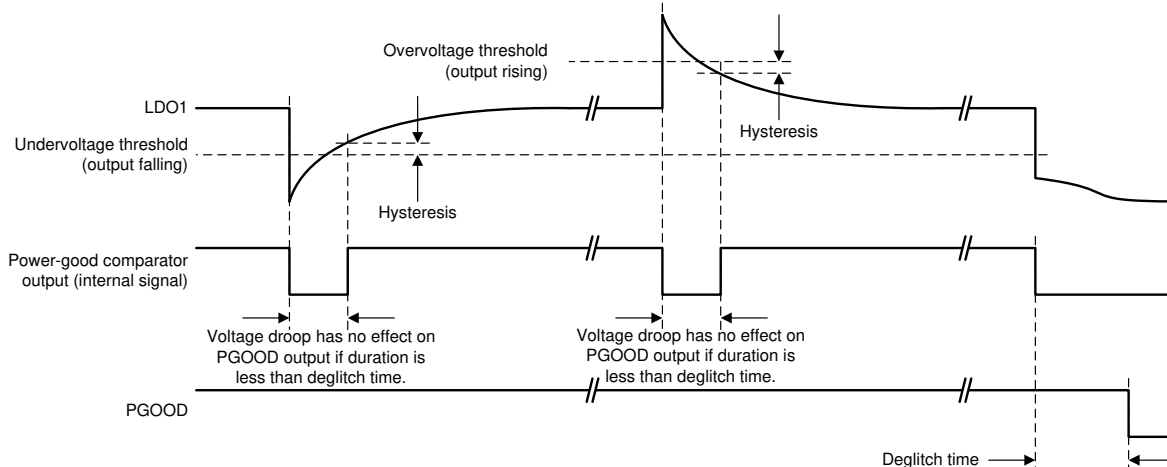 Overvoltage threshold
(output rising)
LDO1
Hysteresis
Undervoltage threshold
(output falling)
Hysteresis
Power-good comparator
output (internal signal)
Voltage droop has no effect on
PGOOD output if duration is
less than deglitch time.
Voltage droop has no effect on
PGOOD output if duration is
less than deglitch time.
PGOOD
Deglitch time